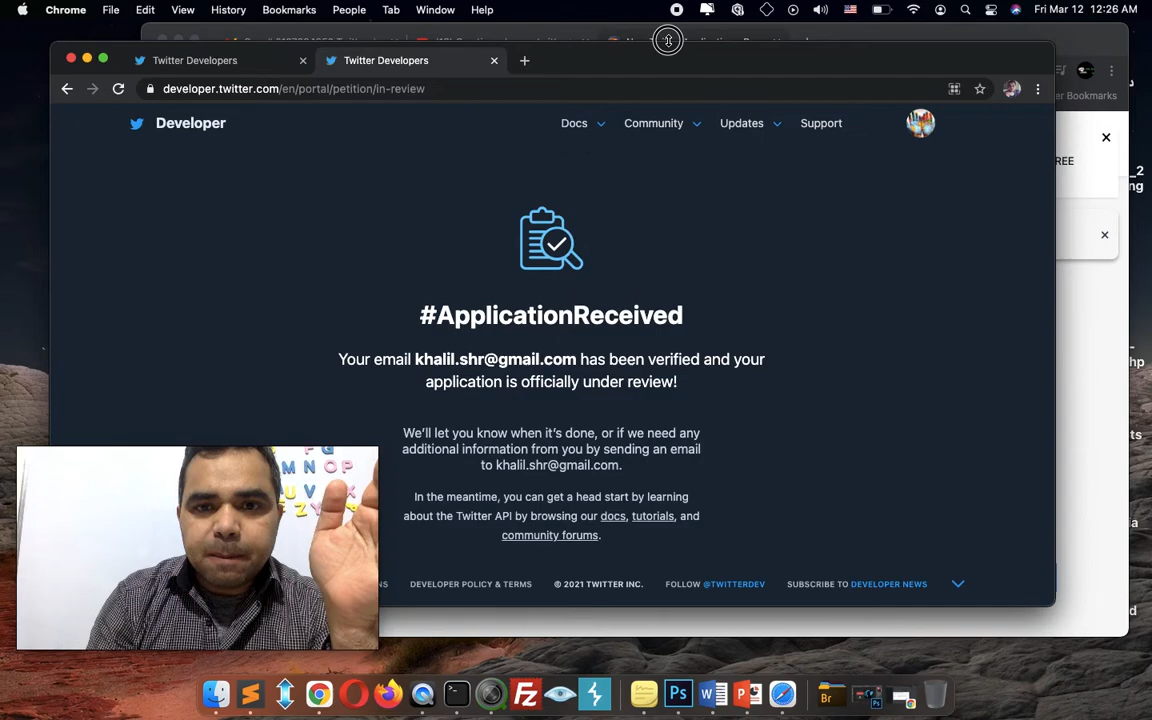 Chrome File Edit View History Bookmarks People Tab Window Help Fri Mar 12 12:26 AM
Twitter Developers Twitter Developers
developer.twitter.com/en/portal/petition/in-review
er Bookmarks
Developer Docs Community Updates Support
REE
#ApplicationReceived
Your email khalil.shr@gmail.com has been verified and your
application is officially under review!
We'll let you know when it's done, or if we need any
additional information from you by sending an email
to khalil.shr@gmail.com.
In the meantime, you can get a head start by learning
about the Twitter API by browsing our docs, tutorials, and
community forums.
NS DEVELOPER POLICY & TERMS © 2021 TWITTER INC. FOLLOW @TWITTERDEV SUBSCRIBE TO DEVELOPER NEWS
M N O P
U V X
Z Y